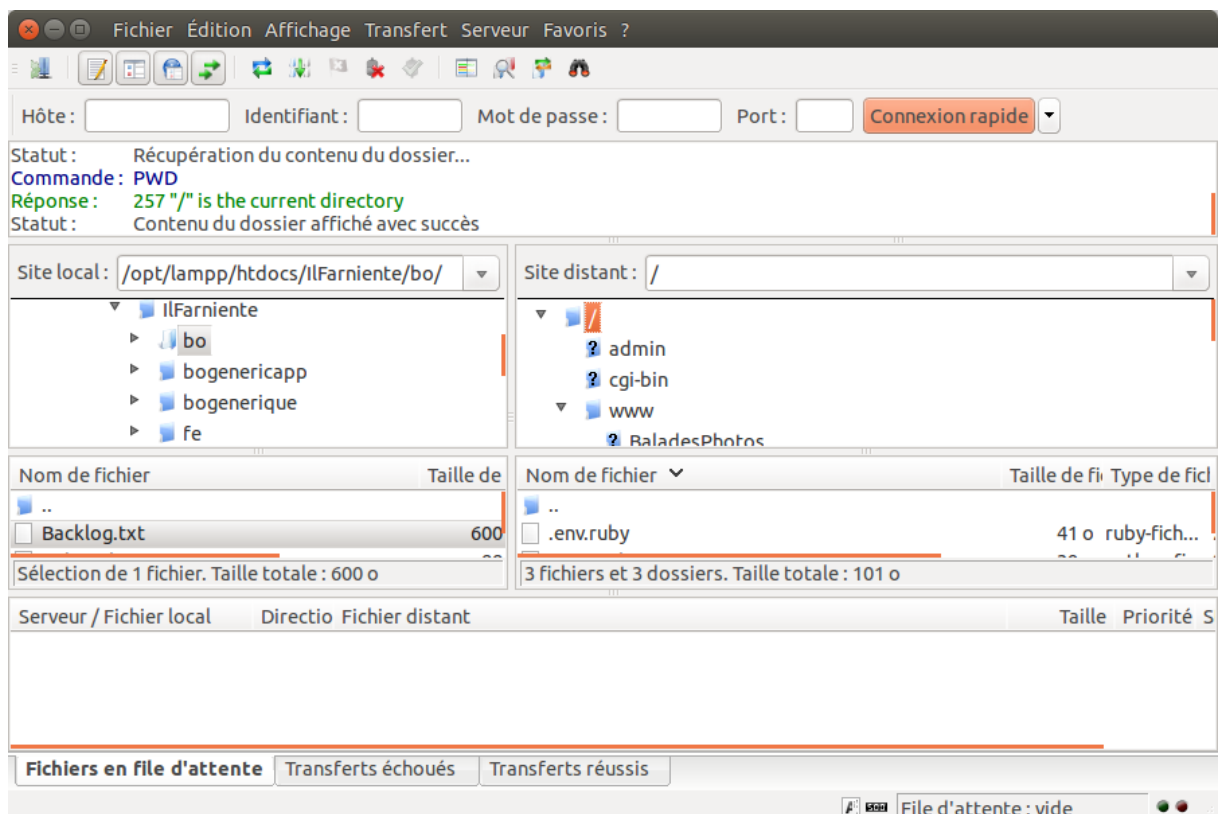 Fichier Édition Affichage Transfert Serveur Favoris ?
Hôte : Identifiant : Mot de passe : Port : Connexion rapide
Statut : Récupération du contenu du dossier...
Commande : PWD
Réponse : 257 "/" is the current directory
Statut : Contenu du dossier affiché avec succès
Site local : /opt/lampp/htdocs/IlFarniente/bo/
IlFarniente
bo
bogenericapp
bogenerique
fe
Site distant : /
/
admin
cgi-bin
www
BaladesPhotos
Nom de fichier Taille de
..
Backlog.txt 600
Sélection de 1 fichier. Taille totale : 600 o
Nom de fichier Taille de fi Type de fich
..
.env.ruby 41 o ruby-fich...
3 fichiers et 3 dossiers. Taille totale : 101 o
Serveur / Fichier local Directio Fichier distant Taille Priorité S
Fichiers en file d'attente Transferts échoués Transferts réussis
File d'attente : vide